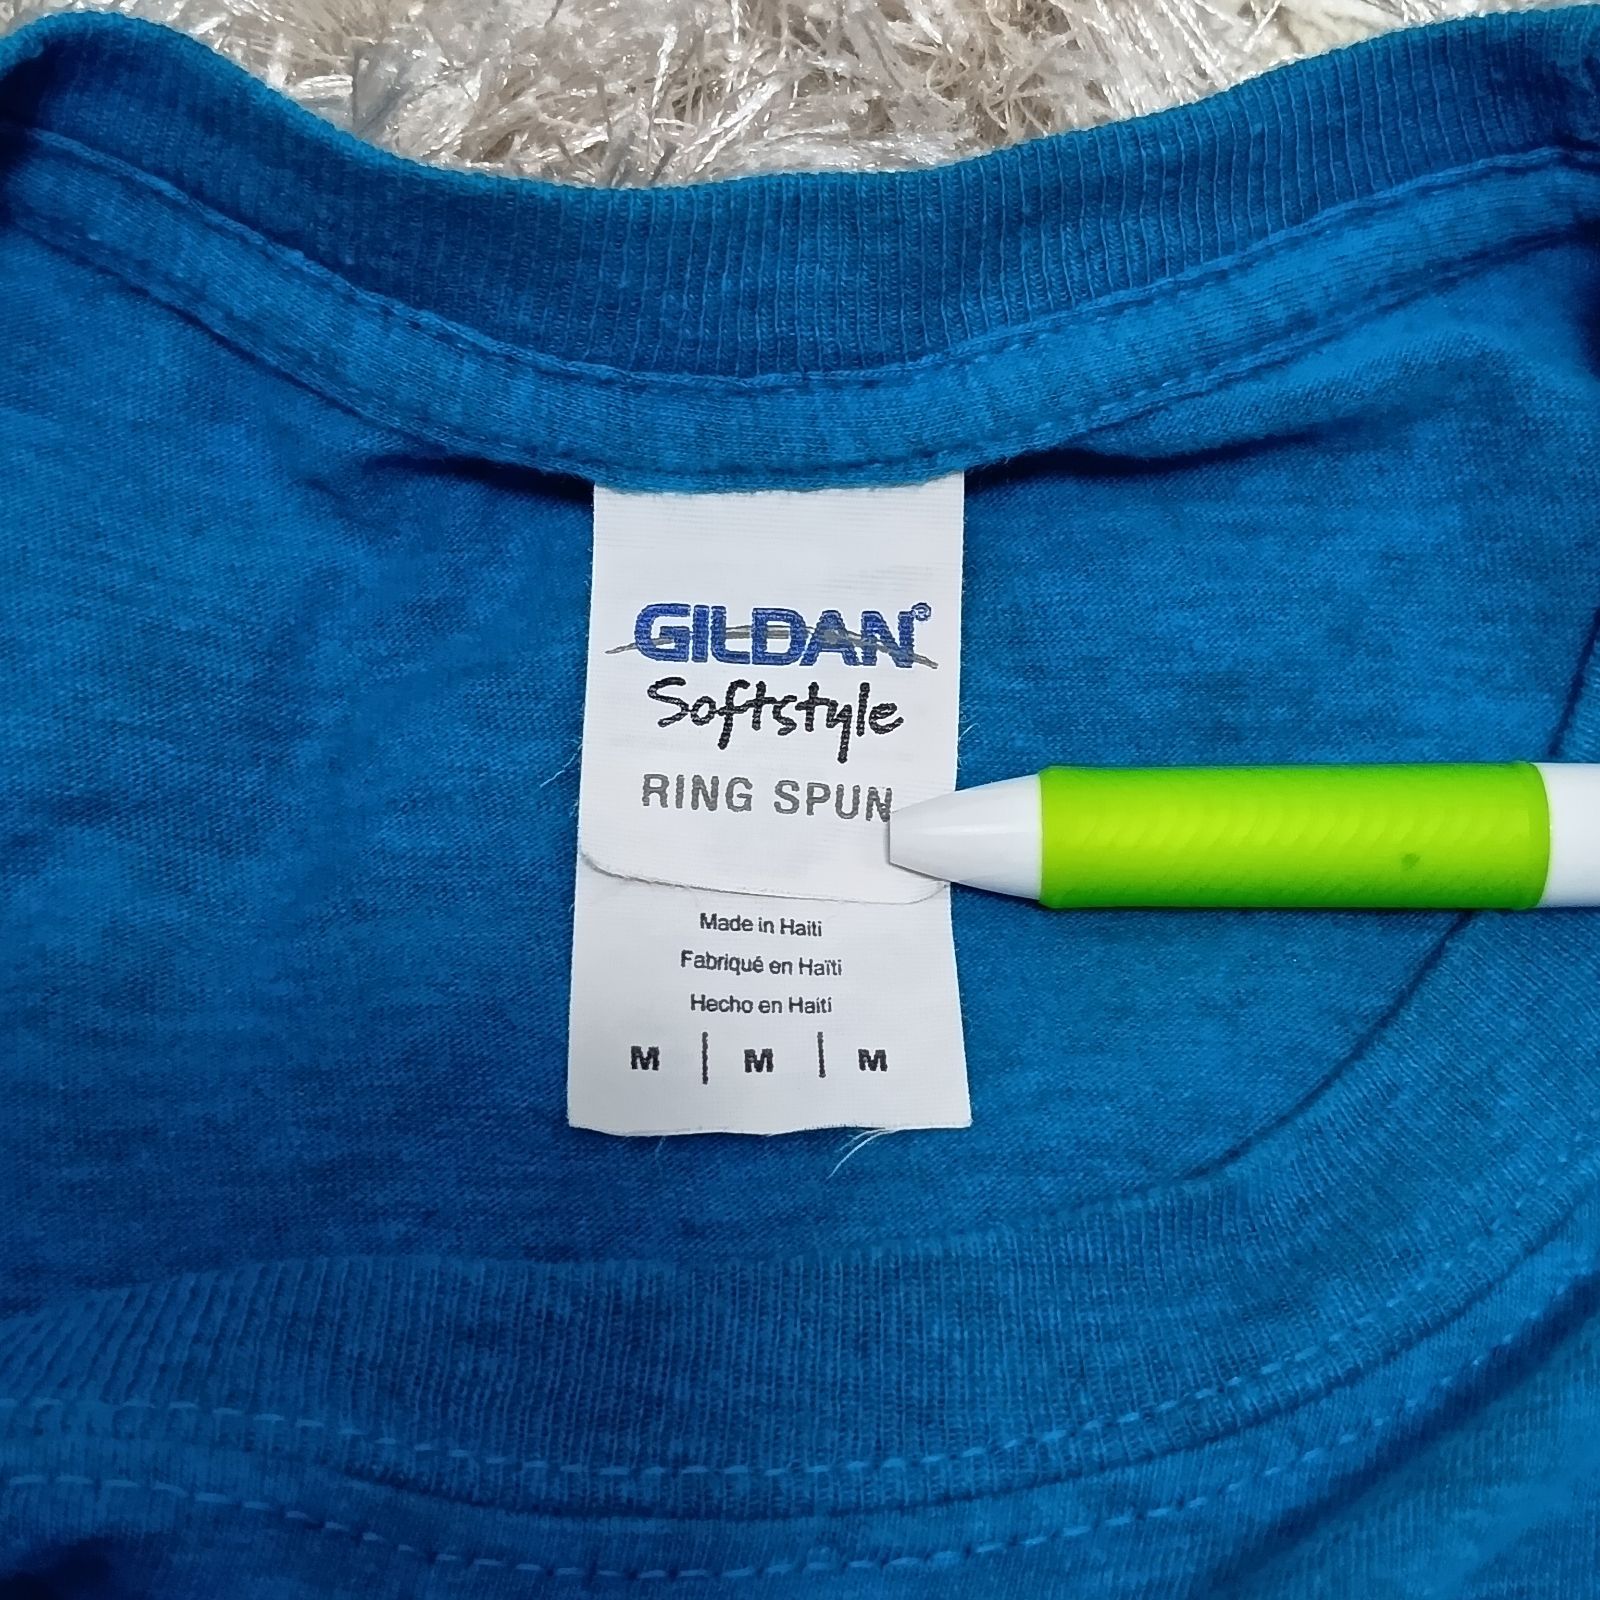 GILDAN®
Softstyle
RING SPUN
Made in Haiti
Fabriqué en Haïti
Hecho en Haití
M | M | M